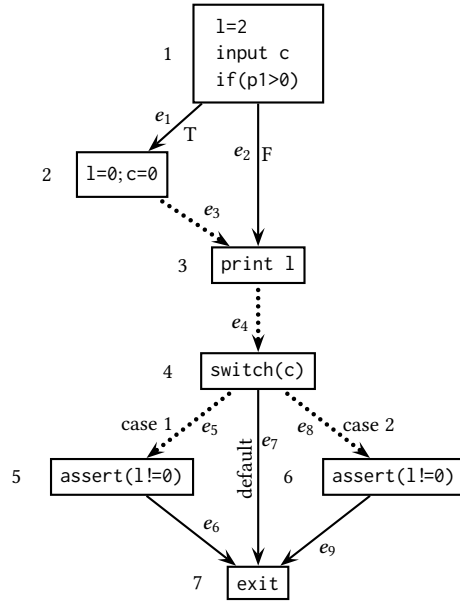 1
l=2
input c
if(p1>0)
e1
T
e2
F
2
l=0;c=0
e3
3
print l
e4
4
switch(c)
case 1
e5
default
e7
e8
case 2
5
assert(l!=0)
6
assert(l!=0)
e6
e9
7
exit